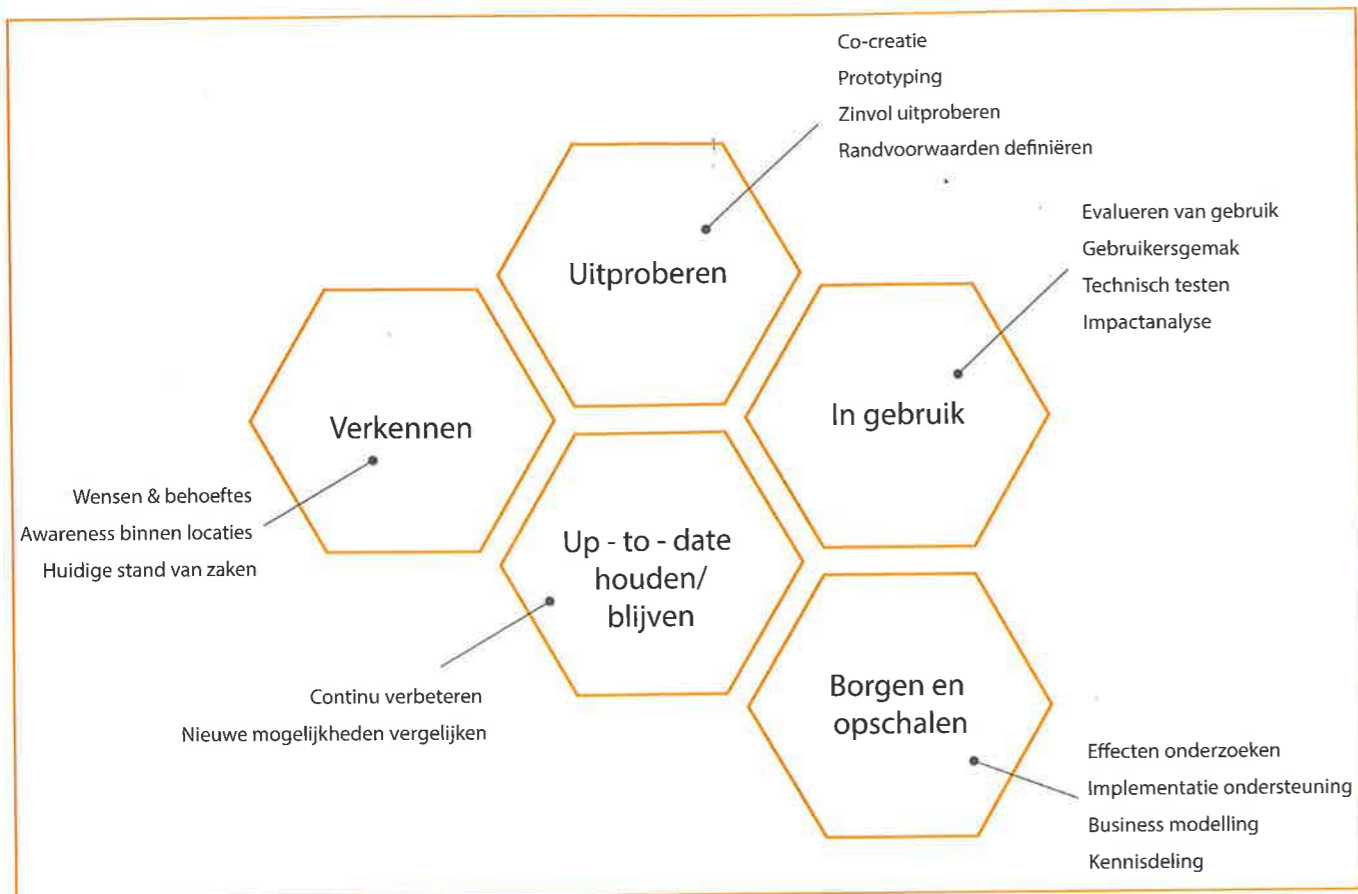 Co-creatie
Prototyping
Zinvol uitproberen
Randvoorwaarden definiëren
Uitproberen
Evalueren van gebruik
Gebruikersgemak
Technisch testen
Impactanalyse
In gebruik
Verkennen
Wensen & behoeftes
Awareness binnen locaties
Huidige stand van zaken
Up - to - date
houden/
blijven
Continu verbeteren
Nieuwe mogelijkheden vergelijken
Borgen en
opschalen
Effecten onderzoeken
Implementatie ondersteuning
Business modelling
Kennisdeling